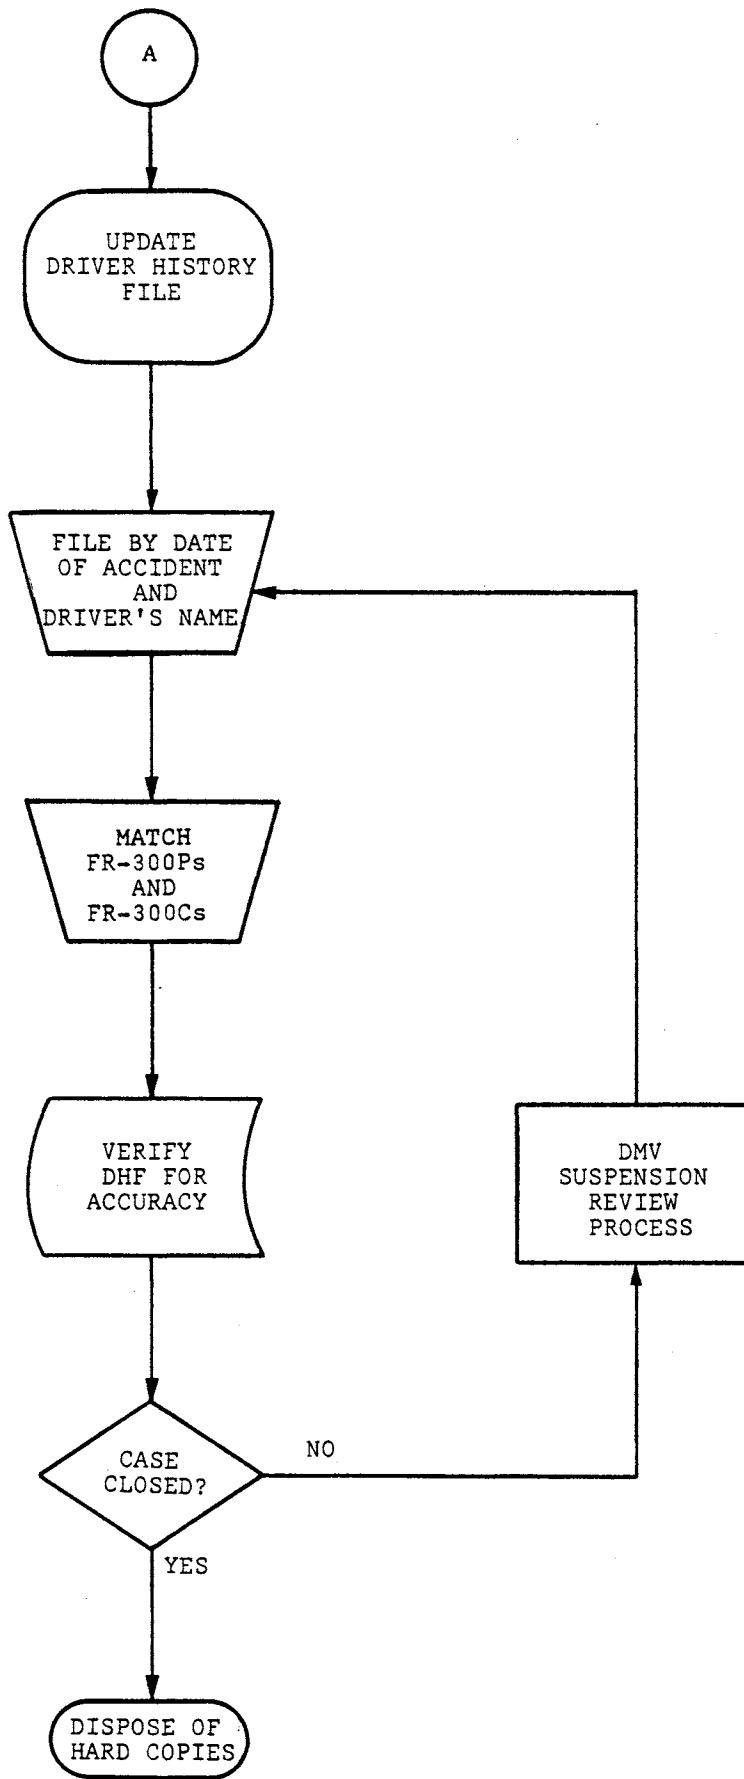 A
UPDATE
DRIVER HISTORY
FILE
FILE BY DATE
OF ACCIDENT
AND
DRIVER'S NAME
MATCH
FR-300Ps
AND
FR-300Cs
VERIFY
DHF FOR
ACCURACY
DMV
SUSPENSION
REVIEW
PROCESS
CASE
CLOSED?
NO
YES
DISPOSE OF
HARD COPIES